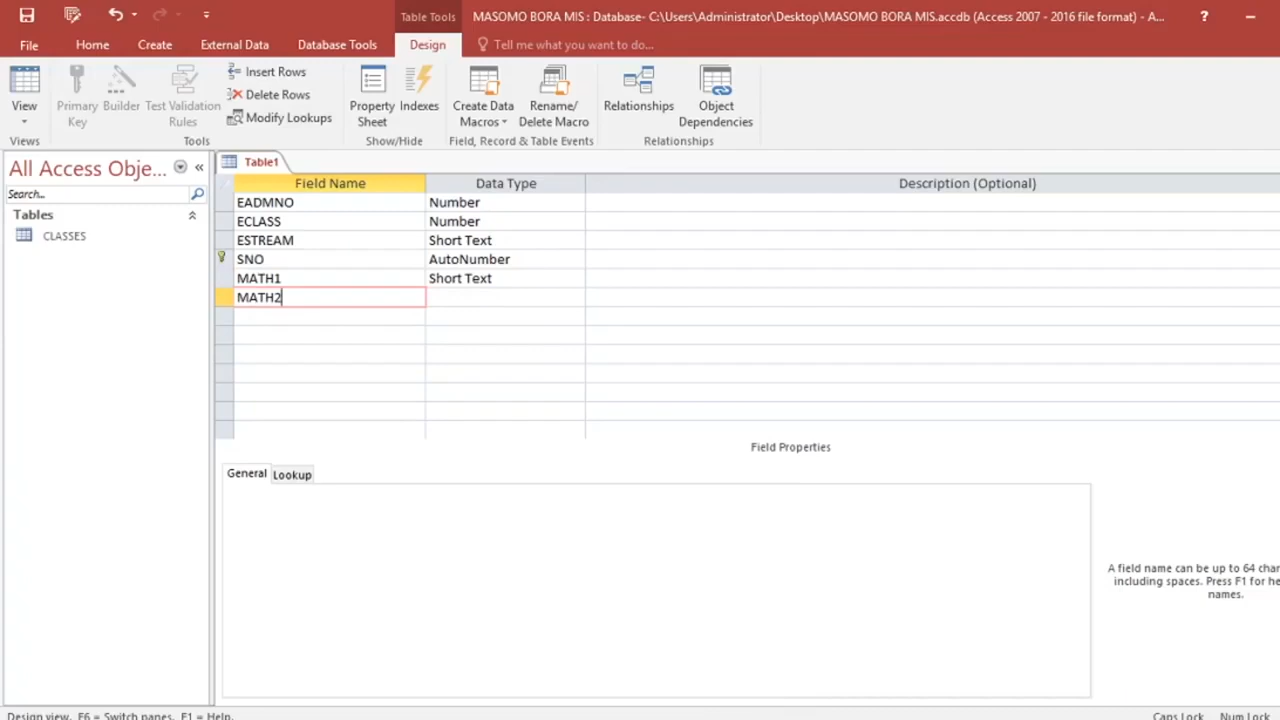 Table Tools
MASOMO BORA MIS : Database- C:\Users\Administrator\Desktop\MASOMO BORA MIS.accdb (Access 2007 - 2016 file format) - A...
?
File
Home
Create
External Data
Database Tools
Design
Tell me what you want to do...
View
Primary Key
Builder
Test Validation Rules
Insert Rows
Delete Rows
Modify Lookups
Property Sheet
Indexes
Create Data Macros
Rename/ Delete Macro
Relationships
Object Dependencies
Views
Tools
Show/Hide
Field, Record & Table Events
Relationships
All Access Obje... «
Search...
Tables
CLASSES
Table1
Field Name Data Type Description (Optional)
EADMNO Number
ECLASS Number
ESTREAM Short Text
SNO AutoNumber
MATH1 Short Text
MATH2
Field Properties
General Lookup
A field name can be up to 64 char
including spaces. Press F1 for he
names.
Design view. F6 = Switch panes. F1 = Help.
Caps Lock Num Lock